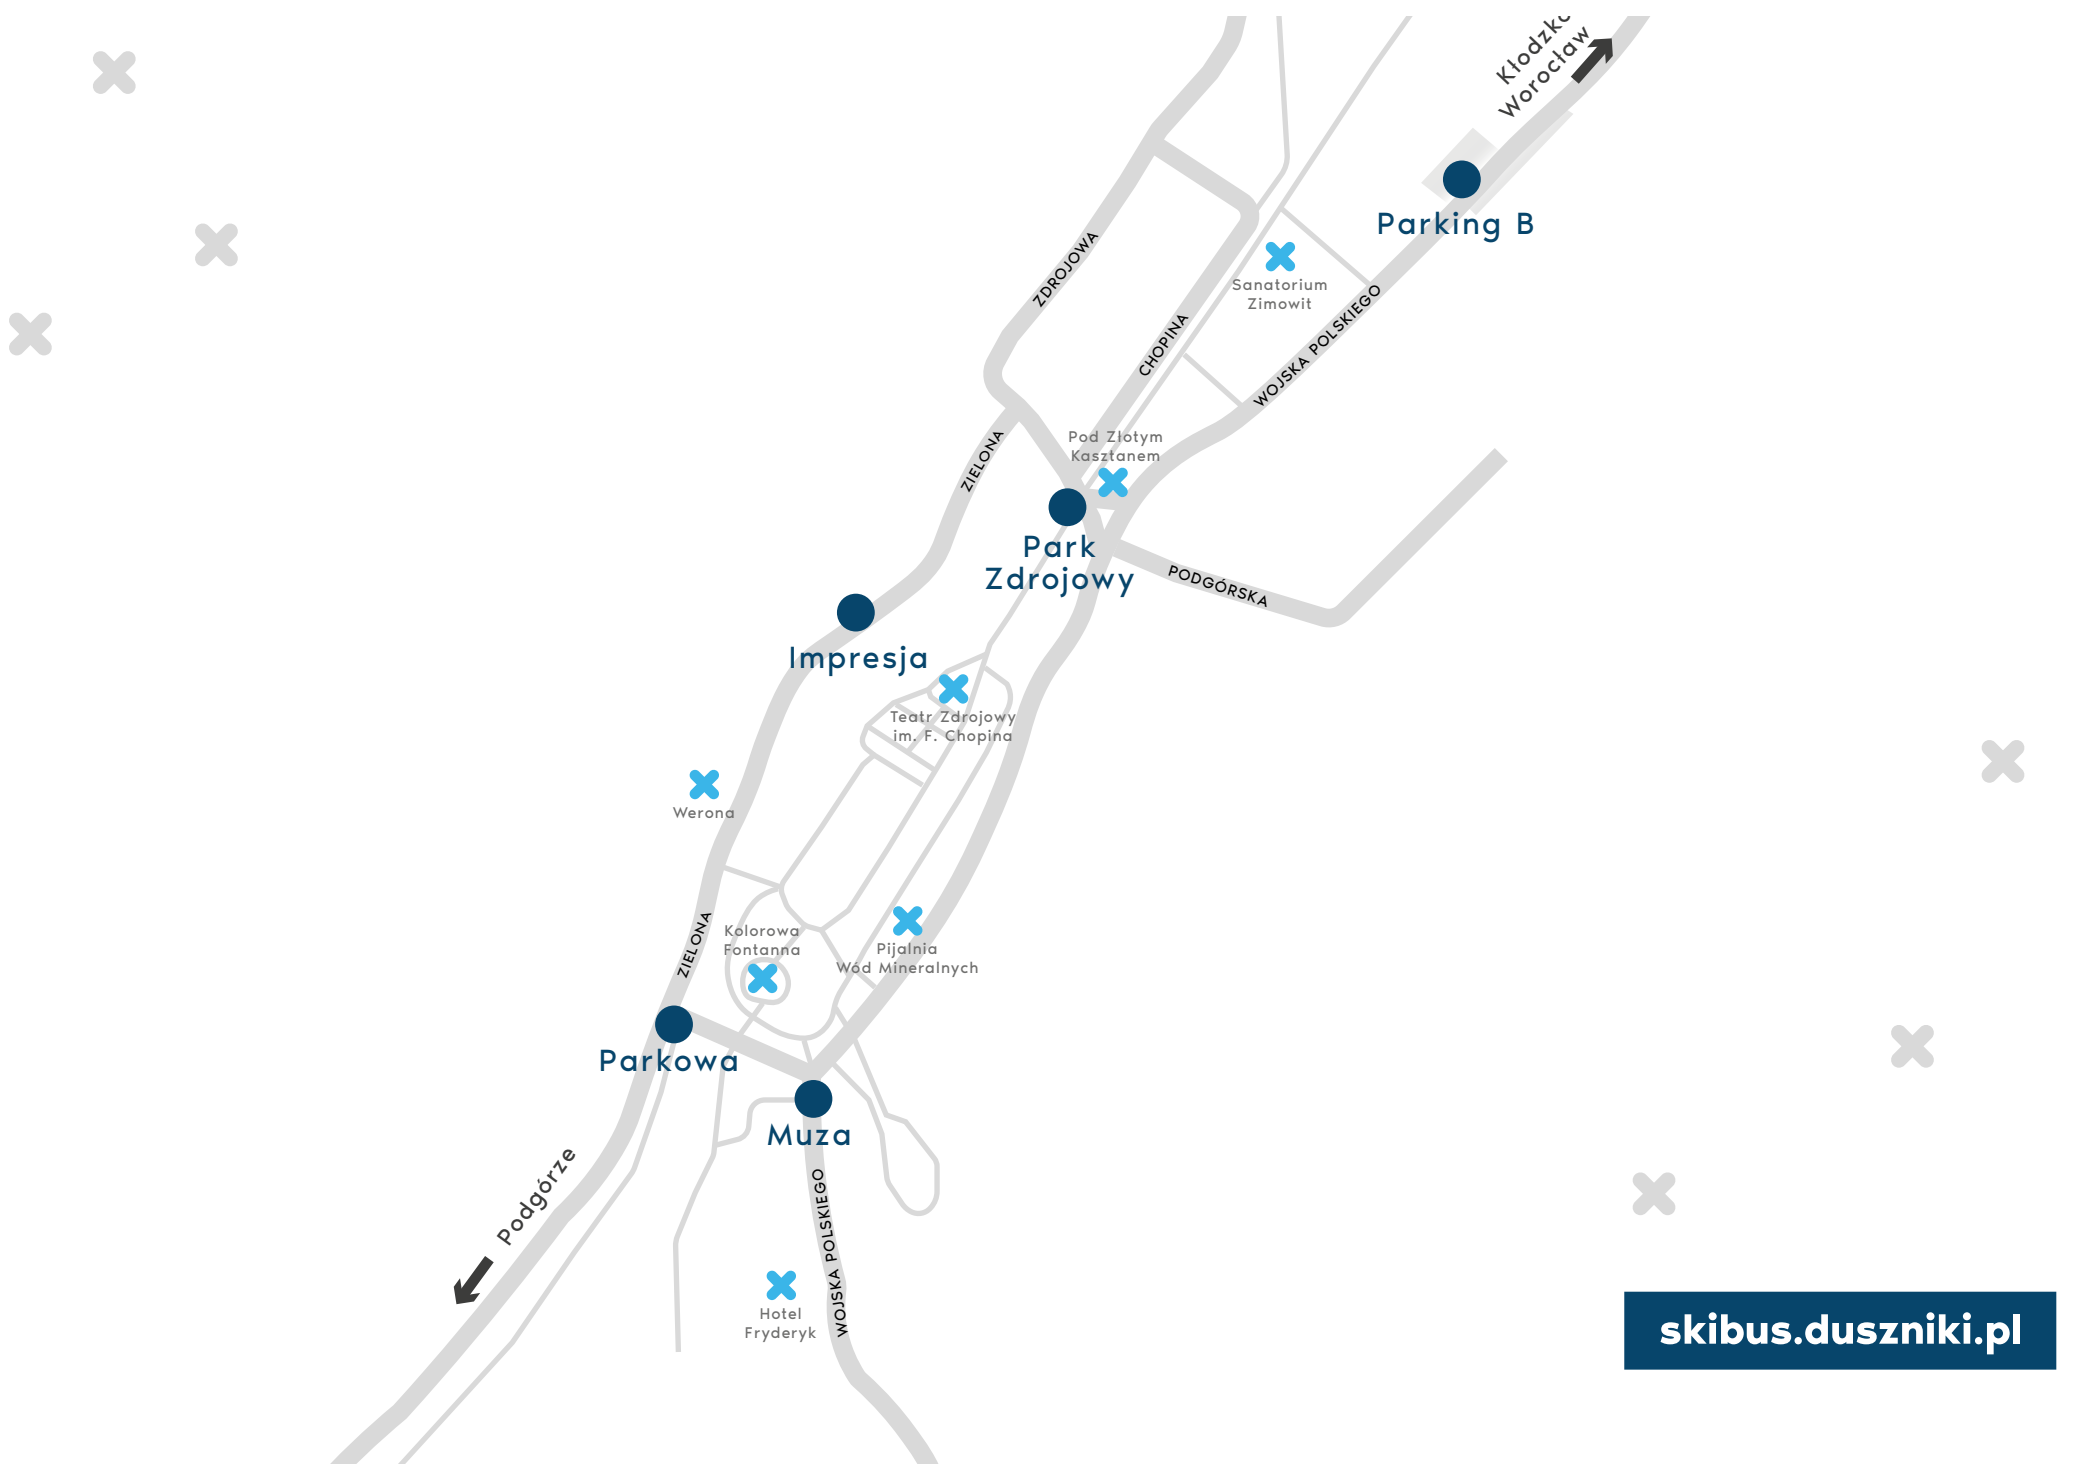 Kłodzko
Worocław
Parking B
ZDROJOWA
Sanatorium
Zimowit
CHOPINA
WOJSKA POLSKIEGO
Pod Złotym
Kasztanem
ZIELONA
Park
Zdrojowy
PODGÓRSKA
Impresja
Teatr Zdrojowy
im. F. Chopina
Werona
ZIELONA
Kolorowa
Fontanna
Pijalnia
Wód Mineralnych
Parkowa
Muza
Podgórze
WOJSKA POLSKIEGO
Hotel
Fryderyk
skibus.duszniki.pl